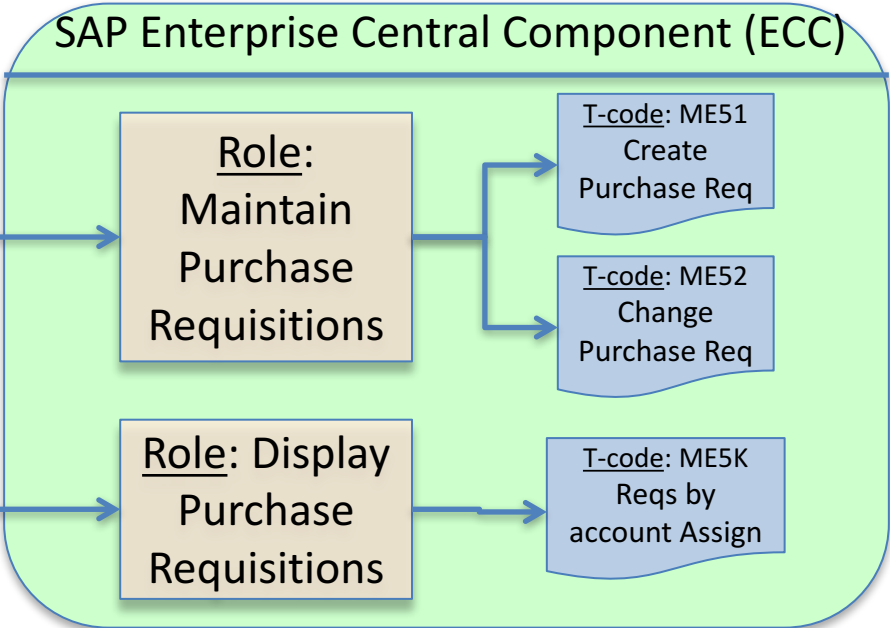 SAP Enterprise Central Component (ECC)
Role:
Maintain
Purchase
Requisitions
T-code: ME51
Create
Purchase Req
T-code: ME52
Change
Purchase Req
Role: Display
Purchase
Requisitions
T-code: ME5K
Reqs by
account Assign